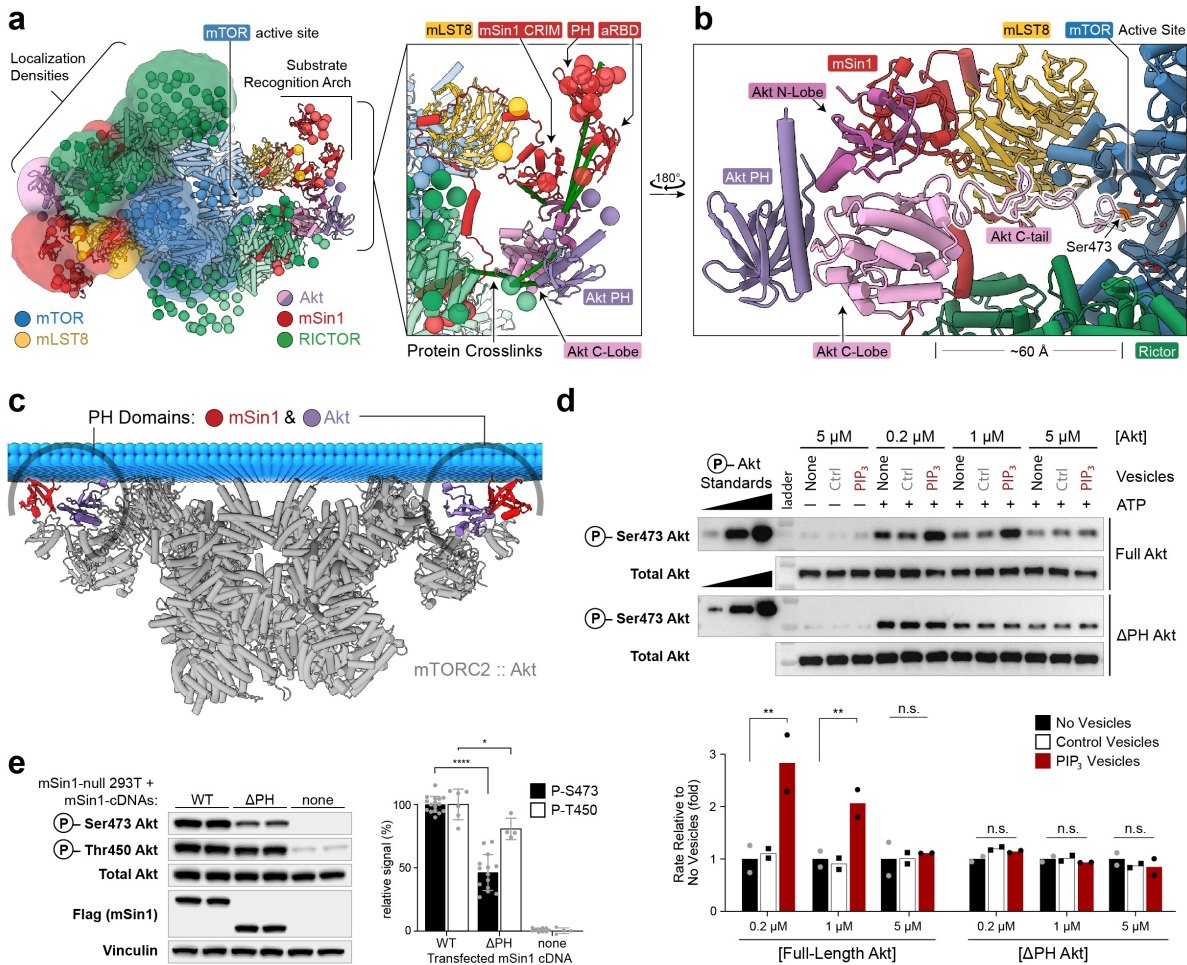 a
mTOR active site
Localization
Densities
Substrate
Recognition Arch
mTOR
mLST8
Akt
mSin1
RICTOR
mLST8 mSin1 CRIM PH aRBD
Akt PH
Protein Crosslinks
Akt C-Lobe
180°
b
mLST8 mTOR Active Site
mSin1
Akt N-Lobe
Akt PH
Akt C-tail
Ser473
Akt C-Lobe
~60 Å
Rictor
c
PH Domains: mSin1 & Akt
mTORC2 :: Akt
d
5 µM 0.2 µM 1 µM 5 µM [Akt]
P – Akt
Standards
ladder
None Ctrl PIP3 None Ctrl PIP3 None Ctrl PIP3 None Ctrl PIP3 Vesicles
– – – + + + + + + + + + ATP
P – Ser473 Akt
Total Akt
Full Akt
P – Ser473 Akt
Total Akt
ΔPH Akt
** ** n.s.
No Vesicles
Control Vesicles
PIP3 Vesicles
n.s. n.s. n.s.
Rate Relative to
No Vesicles (fold)
3
2
1
0
0.2 µM 1 µM 5 µM 0.2 µM 1 µM 5 µM
[Full-Length Akt] [ΔPH Akt]
e
mSin1-null 293T +
mSin1-cDNAs: WT ΔPH none
P – Ser473 Akt
P – Thr450 Akt
Total Akt
Flag (mSin1)
Vinculin
*
****
P-S473
P-T450
relative signal (%)
100
50
0
WT ΔPH none
Transfected mSin1 cDNA